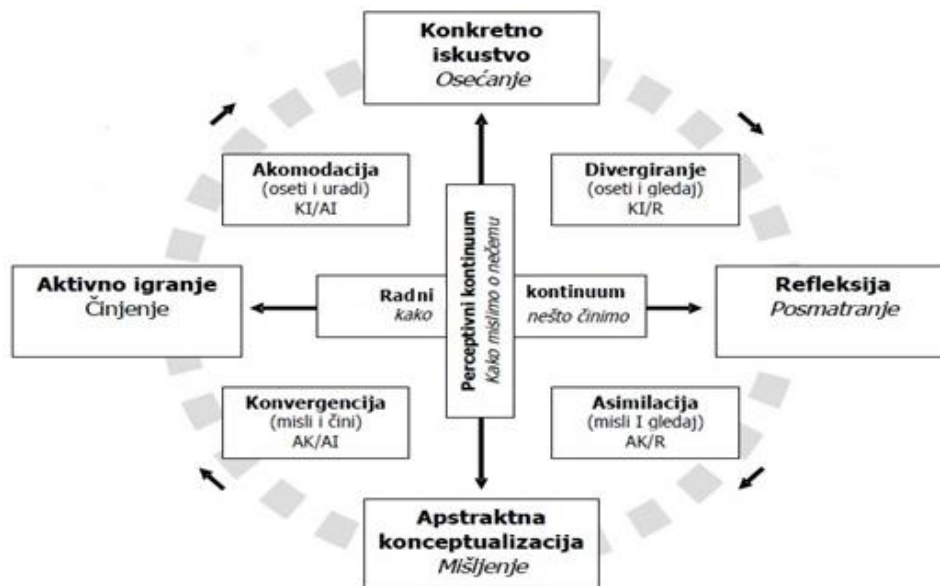 Konkretno
iskustvo
Osećanje
Akomodacija
(oseti i uradi)
KI/AI
Divergiranje
(oseti i gledaj)
KI/R
Aktivno igranje
Činjenje
Radni
kako
Perceptivni kontinuum
Kako mislimo o nečemu
kontinuum
nešto činimo
Refleksija
Posmatranje
Konvergencija
(misli i čini)
AK/AI
Asimilacija
(misli I gledaj)
AK/R
Apstraktna
konceptualizacija
Mišljenje